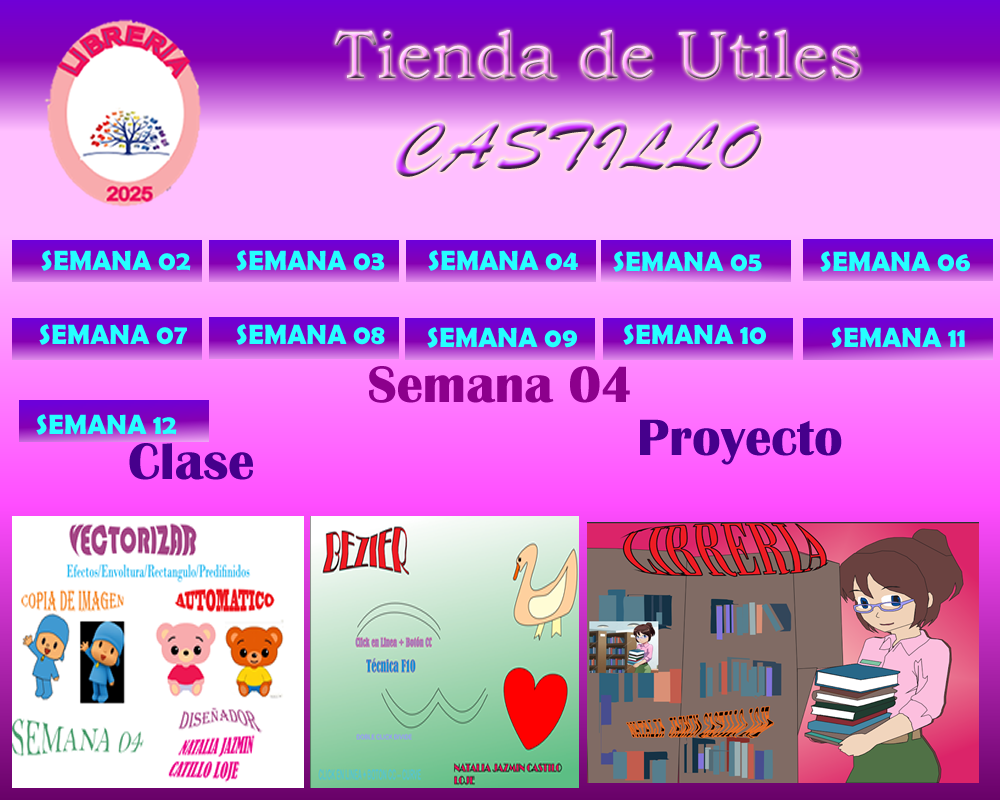 LIBRERIA
2025
Tienda de Utiles
CASTILLO
SEMANA 02
SEMANA 03
SEMANA 04
SEMANA 05
SEMANA 06
SEMANA 07
SEMANA 08
SEMANA 09
SEMANA 10
SEMANA 11
Semana 04
SEMANA 12
Clase
Proyecto
VECTORIZAR
Efectos/Envoltura/Rectangulo/Predifinidos
COPIA DE IMAGEN
AUTOMATICO
SEMANA 04
DISEÑADOR
NATALIA JAZMIN
CATILLO LOJE
BEZIER
Click en Linea + Botón CC
Técnica F10
NATALIA JAZMIN CASTILO
LOJE
LIBRERIA